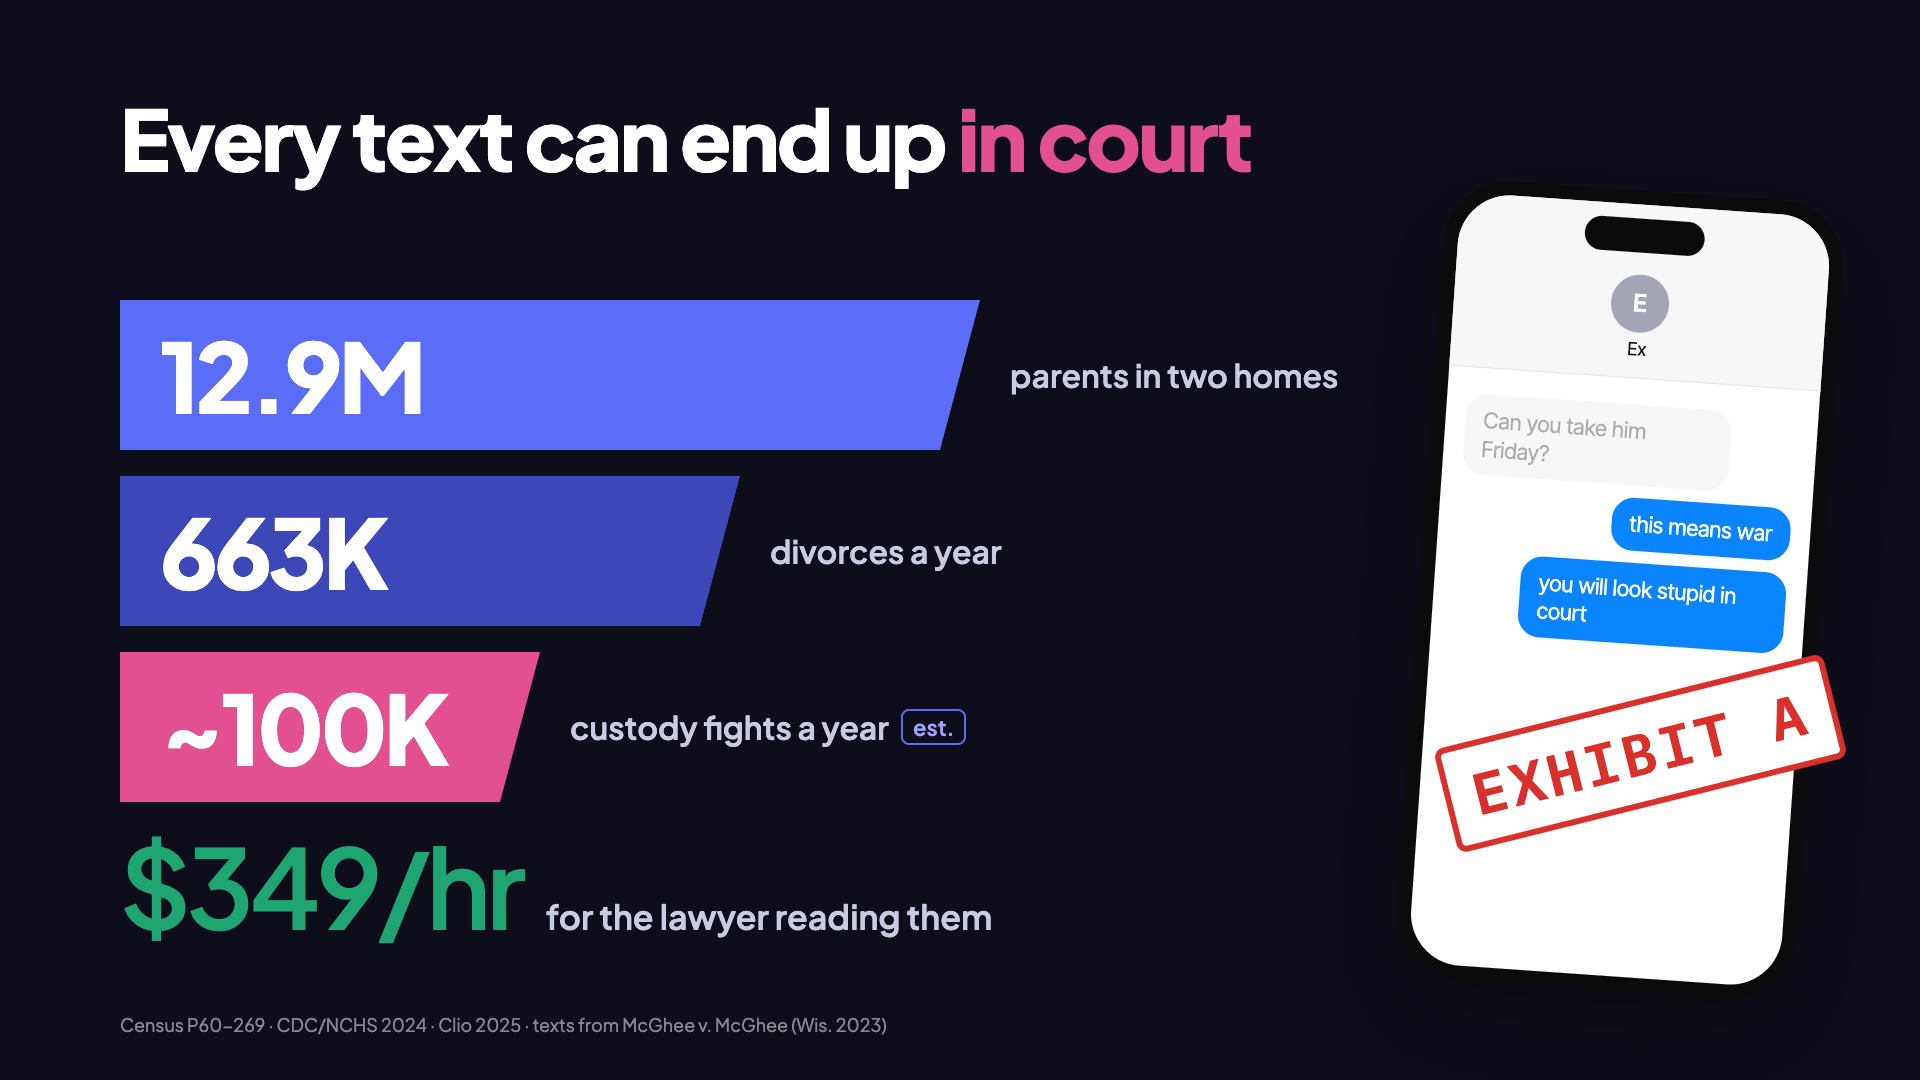 Every text can end up in court
12.9M
parents in two homes
663K
divorces a year
~100K
custody fights a year est.
$349/hr for the lawyer reading them
Census P60-269 · CDC/NCHS 2024 · Clio 2025 · texts from McGhee v. McGhee (Wis. 2023)
E
Ex
Can you take him
Friday?
this means war
you will look stupid in
court
EXHIBIT A